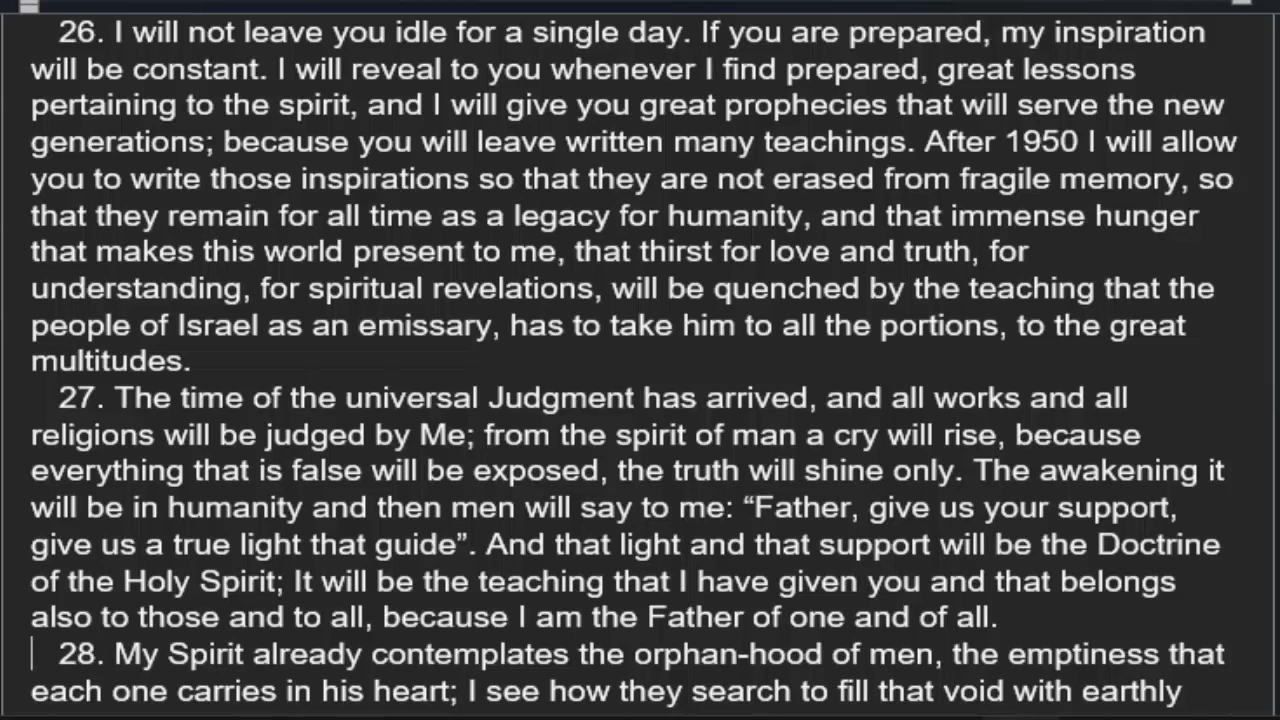 26. I will not leave you idle for a single day. If you are prepared, my inspiration
will be constant. I will reveal to you whenever I find prepared, great lessons
pertaining to the spirit, and I will give you great prophecies that will serve the new
generations; because you will leave written many teachings. After 1950 I will allow
you to write those inspirations so that they are not erased from fragile memory, so
that they remain for all time as a legacy for humanity, and that immense hunger
that makes this world present to me, that thirst for love and truth, for
understanding, for spiritual revelations, will be quenched by the teaching that the
people of Israel as an emissary, has to take him to all the portions, to the great
multitudes.
27. The time of the universal Judgment has arrived, and all works and all
religions will be judged by Me; from the spirit of man a cry will rise, because
everything that is false will be exposed, the truth will shine only. The awakening it
will be in humanity and then men will say to me: “Father, give us your support,
give us a true light that guide”. And that light and that support will be the Doctrine
of the Holy Spirit; It will be the teaching that I have given you and that belongs
also to those and to all, because I am the Father of one and of all.
28. My Spirit already contemplates the orphan-hood of men, the emptiness that
each one carries in his heart; I see how they search to fill that void with earthly